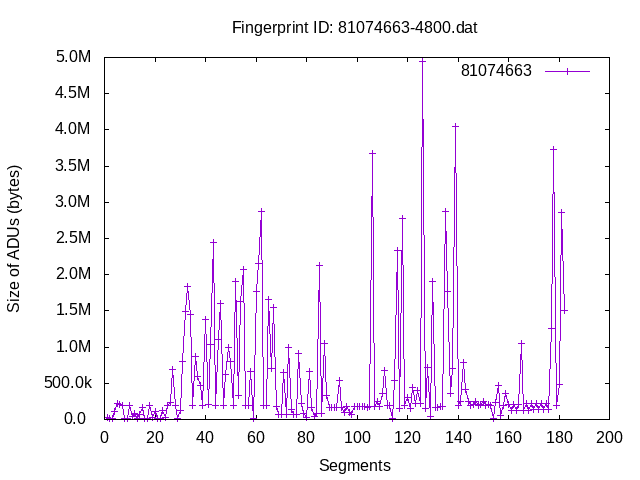 Fingerprint ID: 81074663-4800.dat
81074663
5.0M
4.5M
4.0M
3.5M
3.0M
2.5M
2.0M
1.5M
1.0M
500.0k
0.0
Size of ADUs (bytes)
0 20 40 60 80 100 120 140 160 180 200
Segments